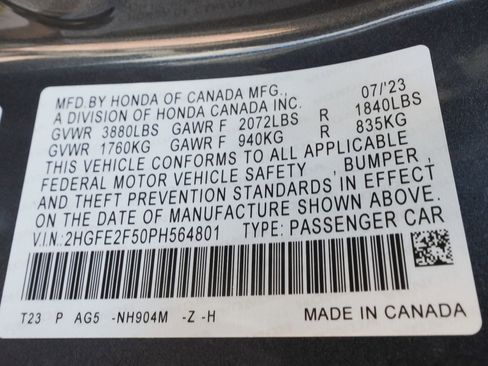 MFD.BY HONDA OF CANADA MFG., 07/'23
A DIVISION OF HONDA CANADA INC.
GVWR 3880LBS GAWR F 2072LBS R 1840LBS
GVWR 1760KG GAWR F 940KG R 835KG
THIS VEHICLE CONFORMS TO ALL APPLICABLE
FEDERAL MOTOR VEHICLE SAFETY , BUMPER ,
AND THEFT PREVENTION STANDARDS IN EFFECT
ON THE DATE OF MANUFACTURE SHOWN ABOVE.
V.I.N.:2HGFE2F50PH564801 TYPE: PASSENGER CAR
T23 P AG5 -NH904M -Z -H MADE IN CANADA